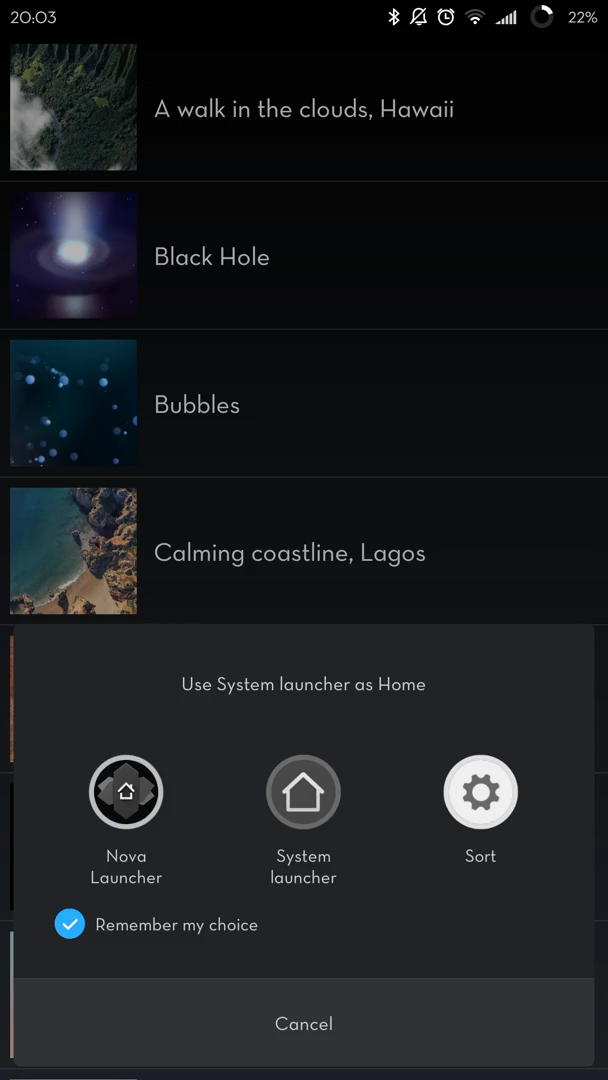 20:03 22%
A walk in the clouds, Hawaii
Black Hole
Bubbles
Calming coastline, Lagos
Use System launcher as Home
Nova Launcher
System launcher
Sort
Remember my choice
Cancel